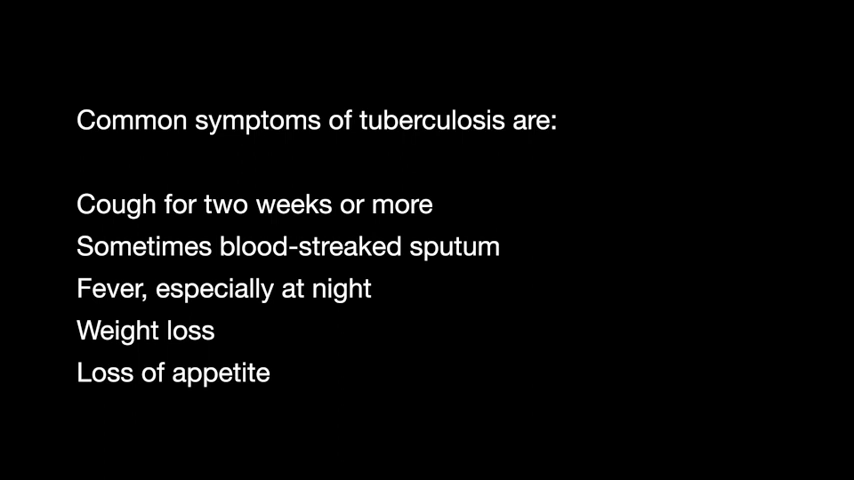 Common symptoms of tuberculosis are:
Cough for two weeks or more
Sometimes blood-streaked sputum
Fever, especially at night
Weight loss
Loss of appetite